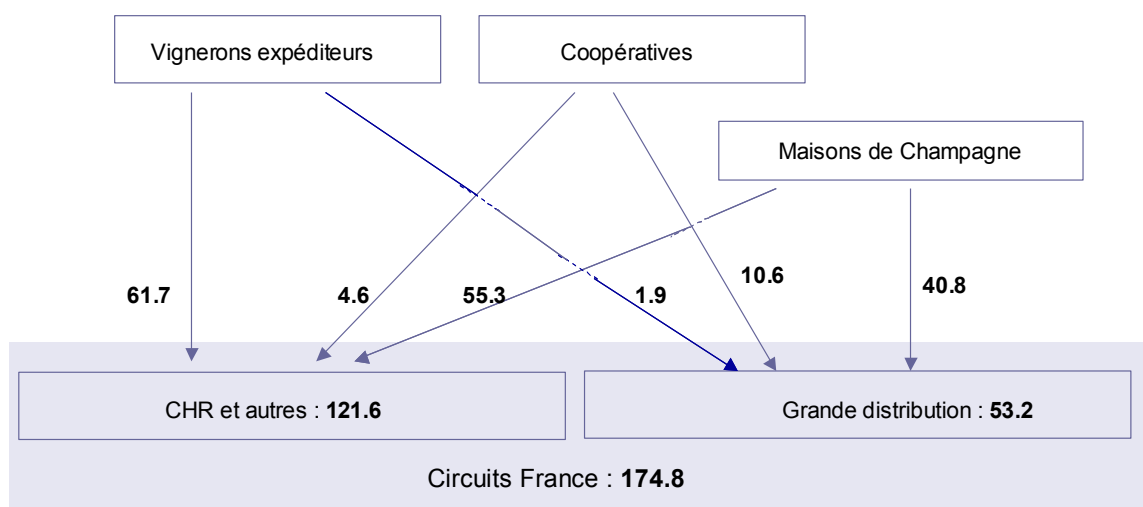 Vignerons expéditeurs
Coopératives
Maisons de Champagne
61.7
4.6
55.3
1.9
10.6
40.8
CHR et autres : 121.6
Grande distribution : 53.2
Circuits France : 174.8